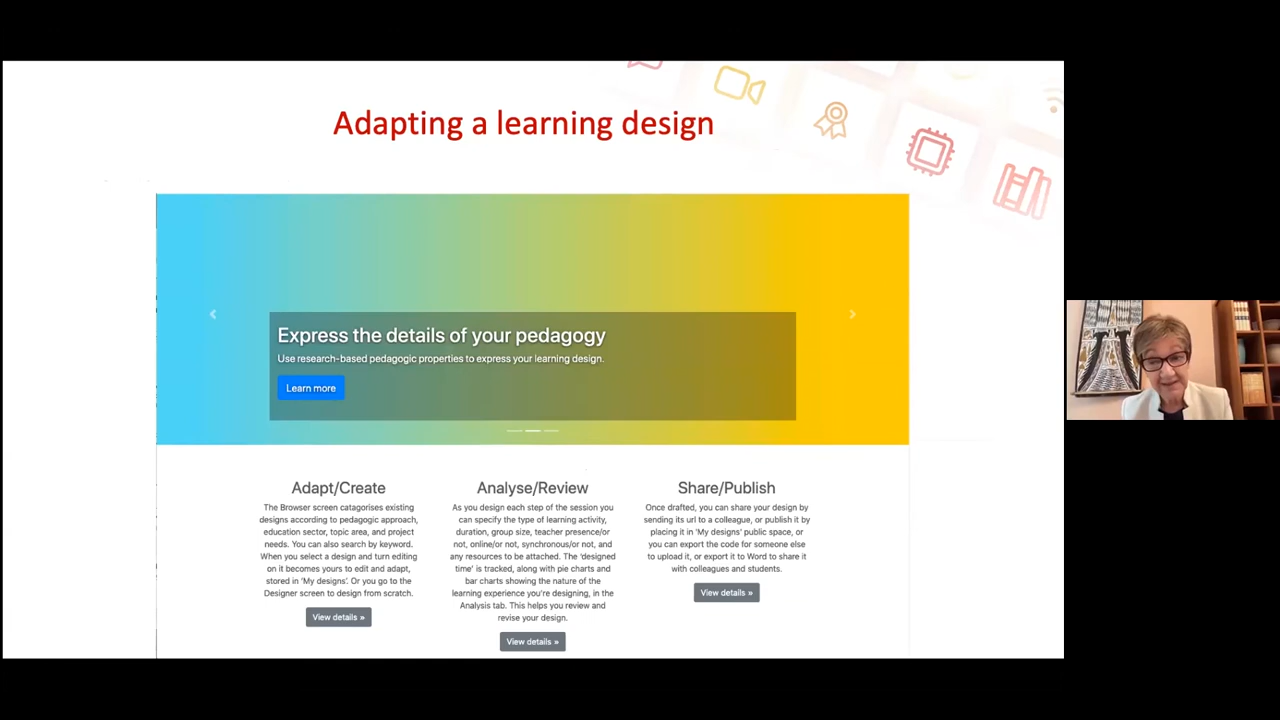 Adapting a learning design
Express the details of your pedagogy
Use research-based pedagogic properties to express your learning design.
Learn more
Adapt/Create
The Browser screen catagorises existing
designs according to pedagogic approach,
education sector, topic area, and project
needs. You can also search by keyword.
When you select a design and turn editing
on it becomes yours to edit and adapt,
stored in 'My designs'. Or you go to the
Designer screen to design from scratch.
View details »
Analyse/Review
As you design each step of the session you
can specify the type of learning activity,
duration, group size, teacher presence/or
not, online/or not, synchronous/or not, and
any resources to be attached. The 'designed
time' is tracked, along with pie charts and
bar charts showing the nature of the
learning experience you're designing, in the
Analysis tab. This helps you review and
revise your design.
View details »
Share/Publish
Once drafted, you can share your design by
sending its url to a colleague, or publish it by
placing it in 'My designs' public space, or
you can export the code for someone else
to upload it, or export it to Word to share it
with colleagues and students.
View details »